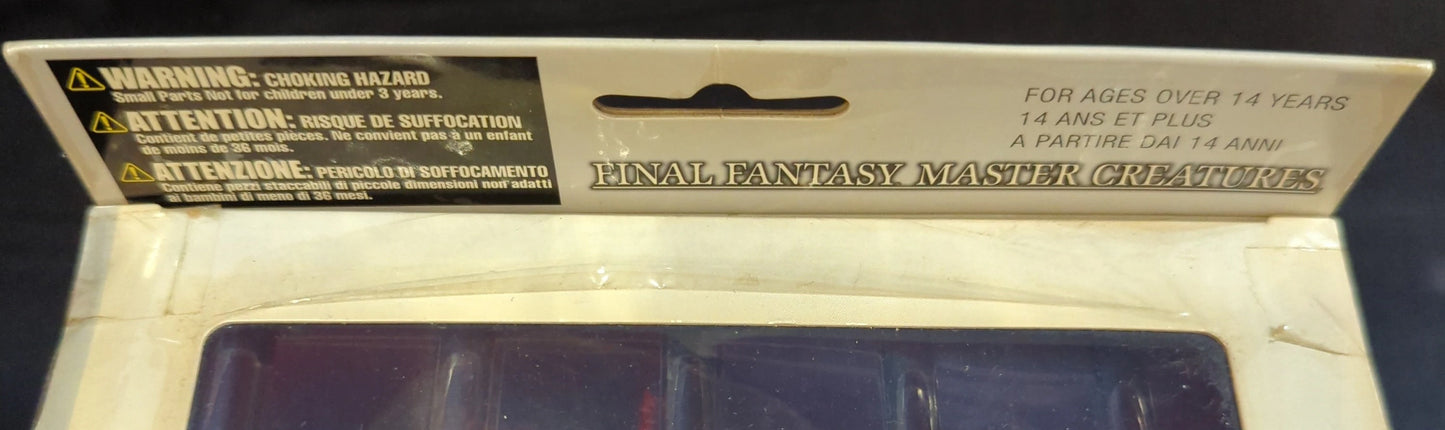 WARNING: CHOKING HAZARD
Small Parts Not for children under 3 years.
ATTENTION: RISQUE DE SUFFOCATION
Contient de petites pièces. Ne convient pas à un enfant
de moins de 36 mois.
ATTENZIONE: PERICOLO DI SOFFOCAMENTO
Contiene pezzi staccabili di piccole dimensioni non adatti
ai bambini di meno di 36 mesi.
FOR AGES OVER 14 YEARS
14 ANS ET PLUS
A PARTIRE DAI 14 ANNI
FINAL FANTASY MASTER CREATURES